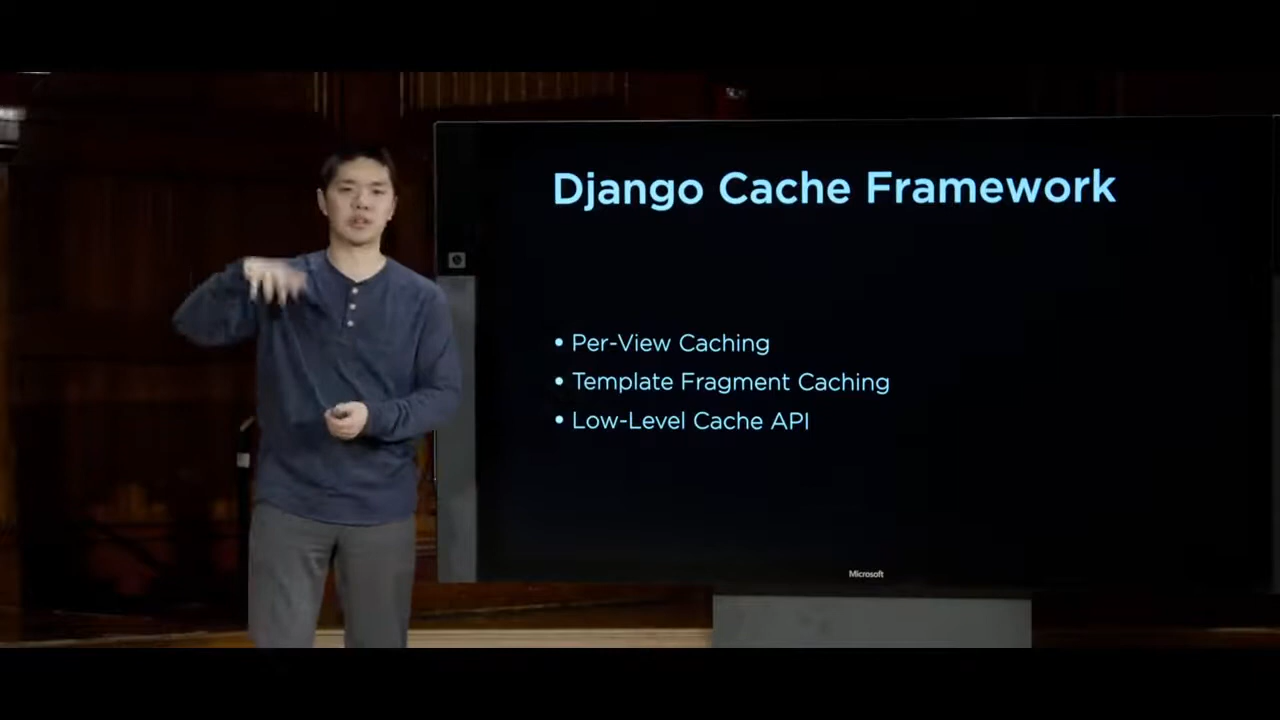 Django Cache Framework
• Per-View Caching
• Template Fragment Caching
• Low-Level Cache API
Microsoft